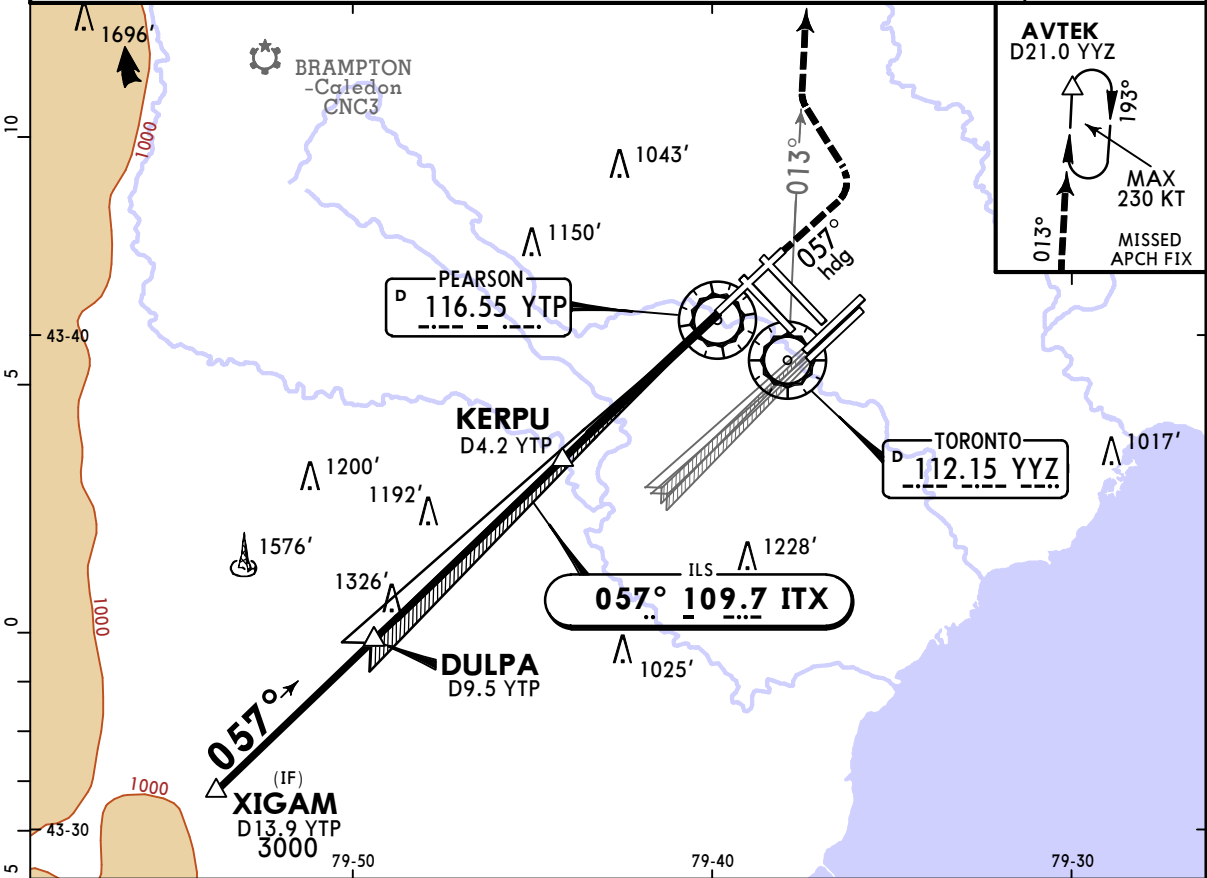 1696'
BRAMPTON
-Caledon
CNC3
AVTEK
D21.0 YYZ
193°
MAX
230 KT
013°
MISSED
APCH FIX
10
1000
1043'
013°
1150'
057°
hdg
PEARSON
D 116.55 YTP
43-40
5
KERPU
D4.2 YTP
TORONTO
D 112.15 YYZ
1017'
1200'
1192'
1576'
1228'
ILS
057° 109.7 ITX
1326'
0
1000
1025'
DULPA
D9.5 YTP
057°
(IF)
XIGAM
D13.9 YTP
3000
1000
43-30
5
79-50
79-40
79-30